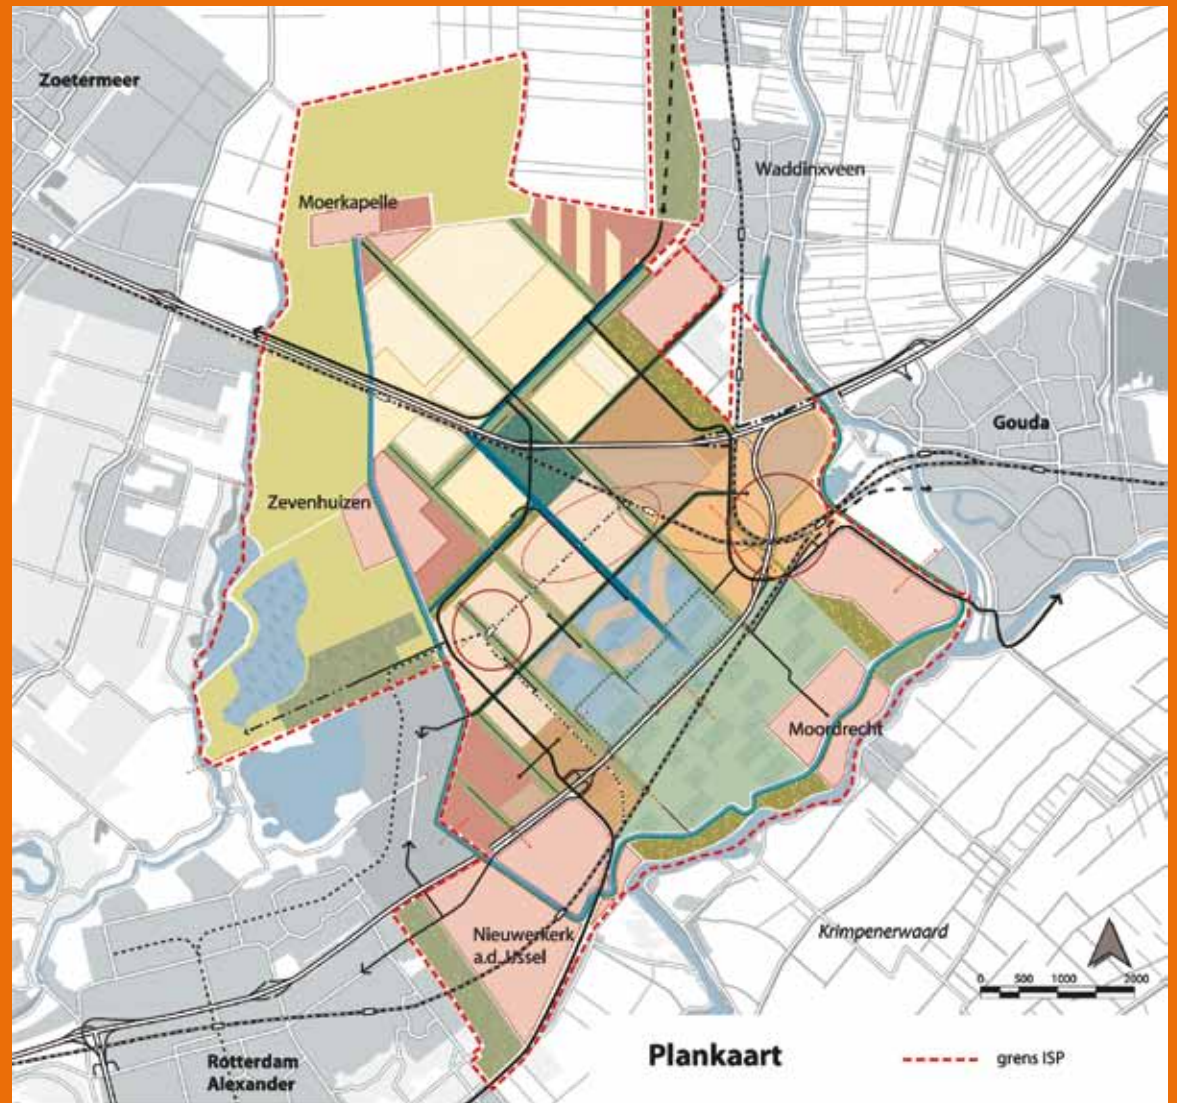 Zoetermeer
Waddinxveen
Moerkapelle
Gouda
Zevenhuizen
Moordrecht
Nieuwerkerk
a.d. IJssel
Krimpenerwaard
0 500 1000 2000
Rotterdam
Alexander
Plankaart
grens ISP